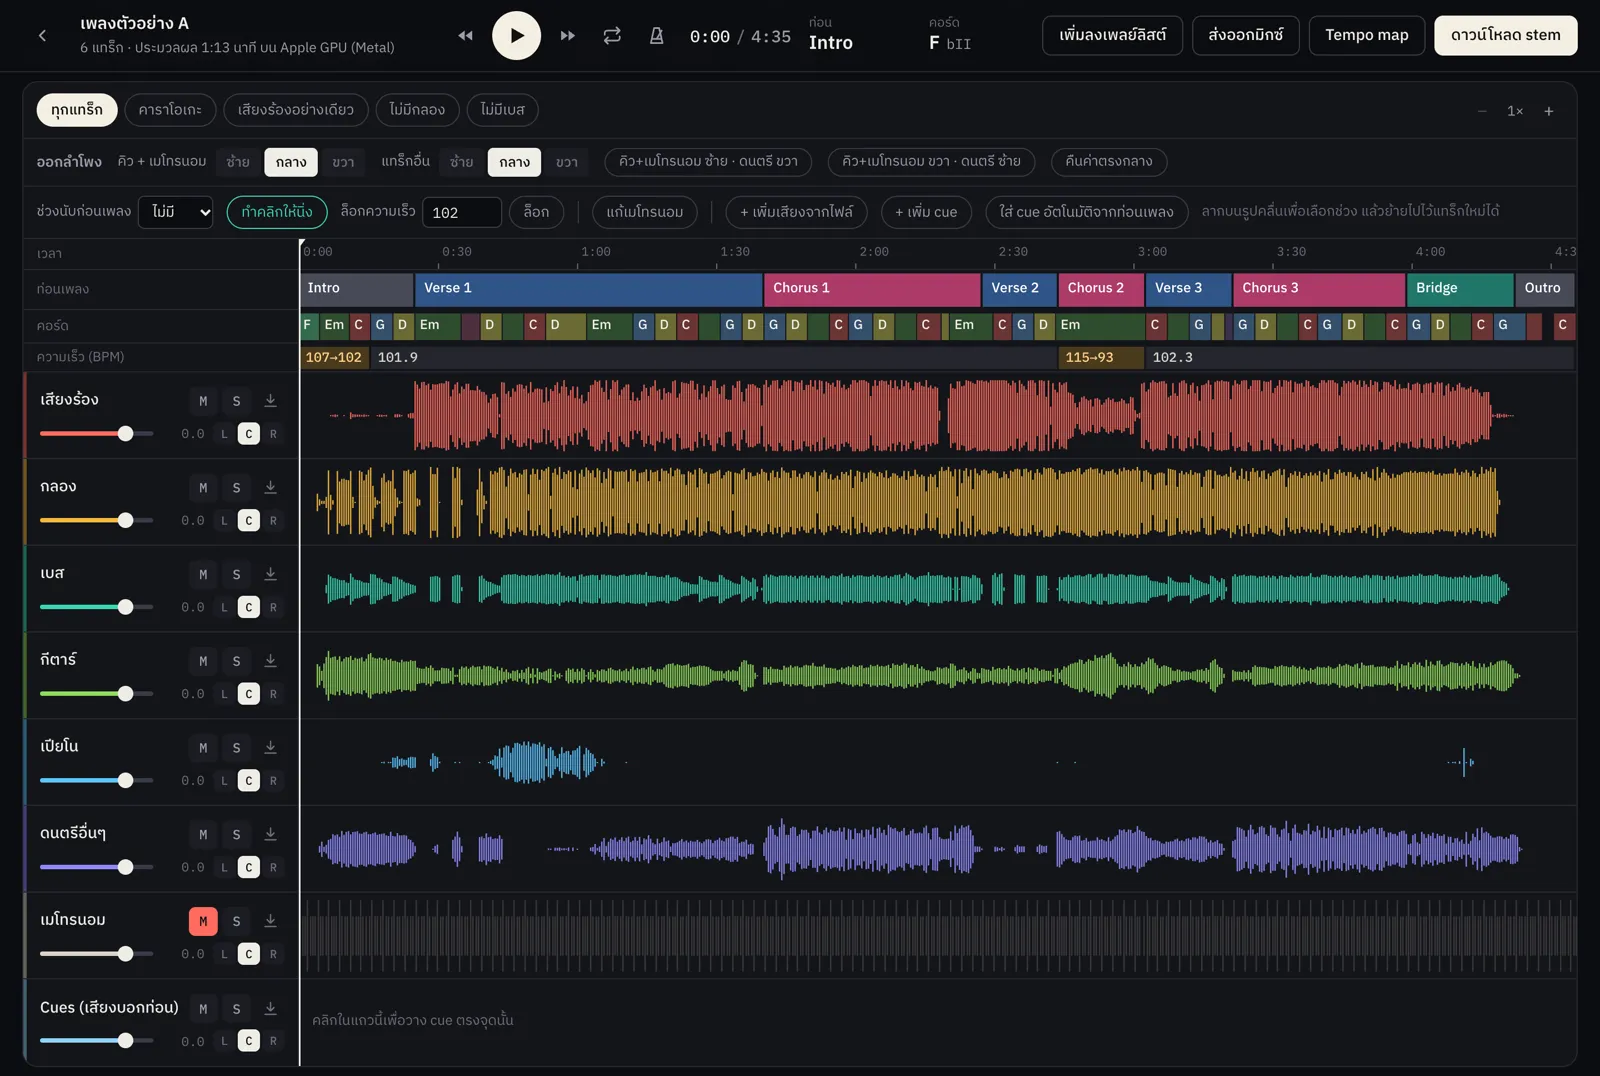 เพลงตัวอย่าง A
6 แทร็ก · ประมวลผล 1:13 นาที บน Apple GPU (Metal)
0:00 / 4:35
ท่อน
Intro
คอร์ด
F bII
เพิ่มลงเพลย์ลิสต์
ส่งออกมิกซ์
Tempo map
ดาวน์โหลด stem
ทุกแทร็ก
คาราโอเกะ
เสียงร้องอย่างเดียว
ไม่มีกลอง
ไม่มีเบส
− 1× +
ออกลำโพง คิว + เมโทรนอม ซ้าย กลาง ขวา แทร็กอื่น ซ้าย กลาง ขวา
คิว+เมโทรนอม ซ้าย · ดนตรี ขวา
คิว+เมโทรนอม ขวา · ดนตรี ซ้าย
คืนค่าตรงกลาง
ช่วงนับก่อนเพลง ไม่มี ทำคลิกให้นิ่ง ล็อกความเร็ว 102 ล็อก แก้เมโทรนอม + เพิ่มเสียงจากไฟล์ + เพิ่ม cue ใส่ cue อัตโนมัติจากท่อนเพลง ลากบนรูปคลื่นเพื่อเลือกช่วง แล้วย้ายไปไว้แทร็กใหม่ได้
เวลา 0:00 0:30 1:00 1:30 2:00 2:30 3:00 3:30 4:00 4:3
ท่อนเพลง Intro Verse 1 Chorus 1 Verse 2 Chorus 2 Verse 3 Chorus 3 Bridge Outro
คอร์ด F Em C G D Em D C D Em G D C G D G D C G D C Em C G D Em C G G D C G D C G D C G C
ความเร็ว (BPM) 107→102 101.9 115→93 102.3
เสียงร้อง M S
0.0 L C R
กลอง M S
0.0 L C R
เบส M S
0.0 L C R
กีตาร์ M S
0.0 L C R
เปียโน M S
0.0 L C R
ดนตรีอื่นๆ M S
0.0 L C R
เมโทรนอม M S
0.0 L C R
Cues (เสียงบอกท่อน) M S
0.0 L C R
คลิกในแถวนี้เพื่อวาง cue ตรงจุดนั้น